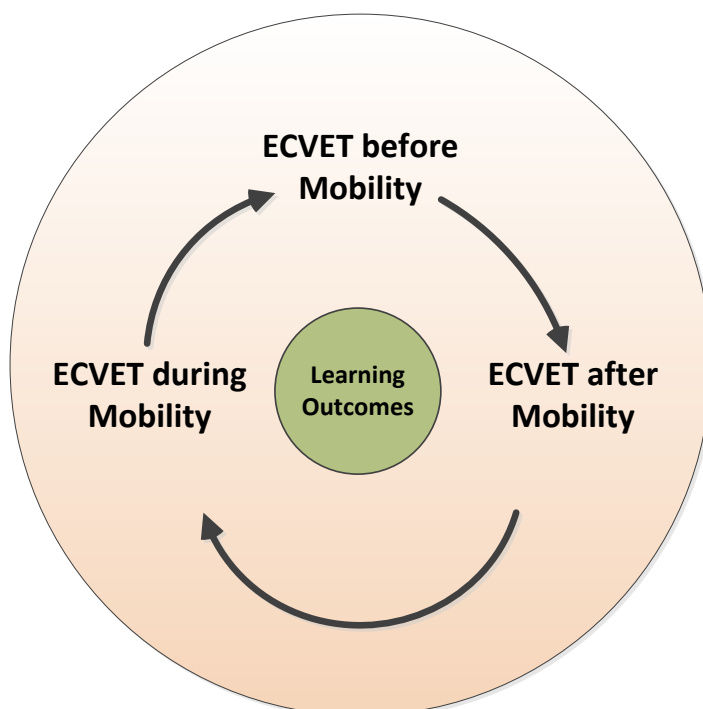 ECVET before
Mobility
ECVET during
Mobility
Learning
Outcomes
ECVET after
Mobility